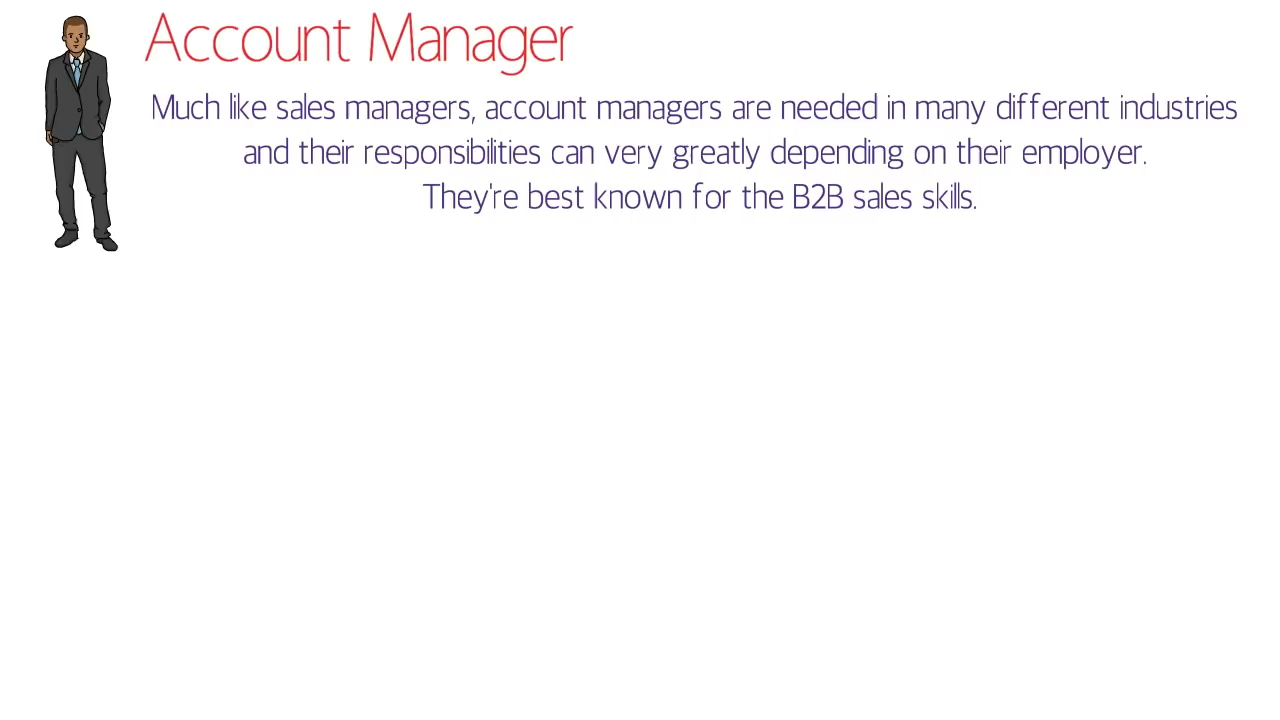 Account Manager
Much like sales managers, account managers are needed in many different industries
and their responsibilities can very greatly depending on their employer.
They're best known for the B2B sales skills.